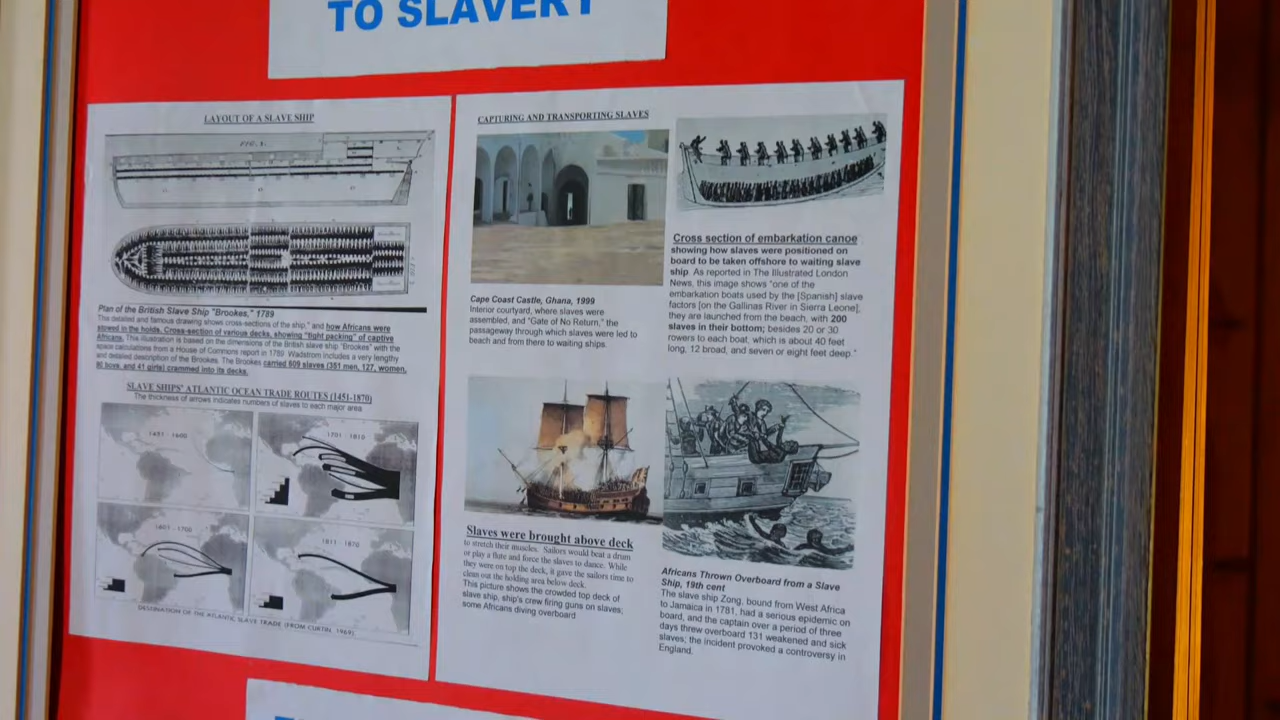 TO SLAVERY
LAYOUT OF A SLAVE SHIP
FIG. 1.
Plan of the British Slave Ship "Brookes," 1789
This detailed and famous drawing shows cross-sections of the ship," and how Africans were
stowed in the holds. Cross-section of various decks, showing "tight packing" of captive
Africans. This illustration is based on the dimensions of the British slave ship "Brookes" with the
space calculations from a House of Commons report in 1789 Wadstrom includes a very lengthy
and detailed description of the Brookes. The Brookes carried 609 slaves (351 men, 127, women,
90 boys, and 41 girls) crammed into its decks.
SLAVE SHIPS' ATLANTIC OCEAN TRADE ROUTES (1451-1870)
The thickness of arrows indicates numbers of slaves to each major area
1451 - 1600
1701 - 1810
1601 - 1700
1811 - 1870
DESTINATION OF THE ATLANTIC SLAVE TRADE (FROM CURTIN, 1969)
CAPTURING AND TRANSPORTING SLAVES
Cape Coast Castle, Ghana, 1999
Interior courtyard, where slaves were
assembled, and "Gate of No Return," the
passageway through which slaves were led to
beach and from there to waiting ships.
Cross section of embarkation canoe
showing how slaves were positioned on
board to be taken offshore to waiting slave
ship. As reported in The Illustrated London
News, this image shows "one of the
embarkation boats used by the [Spanish] slave
factors [on the Gallinas River in Sierra Leone],
they are launched from the beach, with 200
slaves in their bottom; besides 20 or 30
rowers to each boat, which is about 40 feet
long, 12 broad, and seven or eight feet deep."
Slaves were brought above deck
to stretch their muscles. Sailors would beat a drum
or play a flute and force the slaves to dance. While
they were on top the deck, it gave the sailors time to
clean out the holding area below deck.
This picture shows the crowded top deck of
slave ship, ship's crew firing guns on slaves;
some Africans diving overboard
Africans Thrown Overboard from a Slave
Ship, 19th cent
The slave ship Zong, bound from West Africa
to Jamaica in 1781, had a serious epidemic on
board, and the captain over a period of three
days threw overboard 131 weakened and sick
slaves; the incident provoked a controversy in
England.